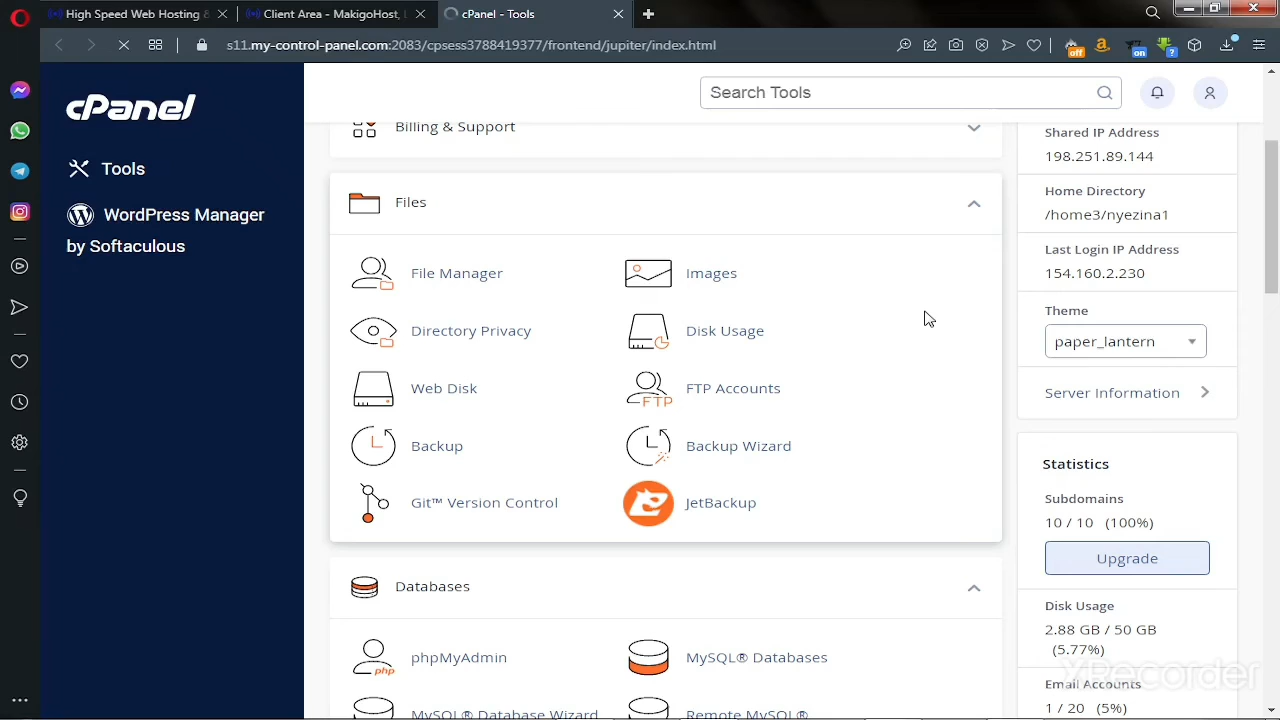 High Speed Web Hosting &
Client Area - MakigoHost, L
cPanel - Tools
s11.my-control-panel.com:2083/cpsess3788419377/frontend/jupiter/index.html
off
on
?
cPanel
Search Tools
Tools
WordPress Manager
by Softaculous
Billing & Support
Files
File Manager
Images
Directory Privacy
Disk Usage
Web Disk
FTP
FTP Accounts
Backup
Backup Wizard
Git™ Version Control
JetBackup
Databases
php
phpMyAdmin
MySQL® Databases
MySQL® Database Wizard
Remote MySQL®
Shared IP Address
198.251.89.144
Home Directory
/home3/nyezina1
Last Login IP Address
154.160.2.230
Theme
paper_lantern
Server Information
Statistics
Subdomains
10 / 10 (100%)
Upgrade
Disk Usage
2.88 GB / 50 GB
(5.77%)
Email Accounts
1 / 20 (5%)
XRecorder